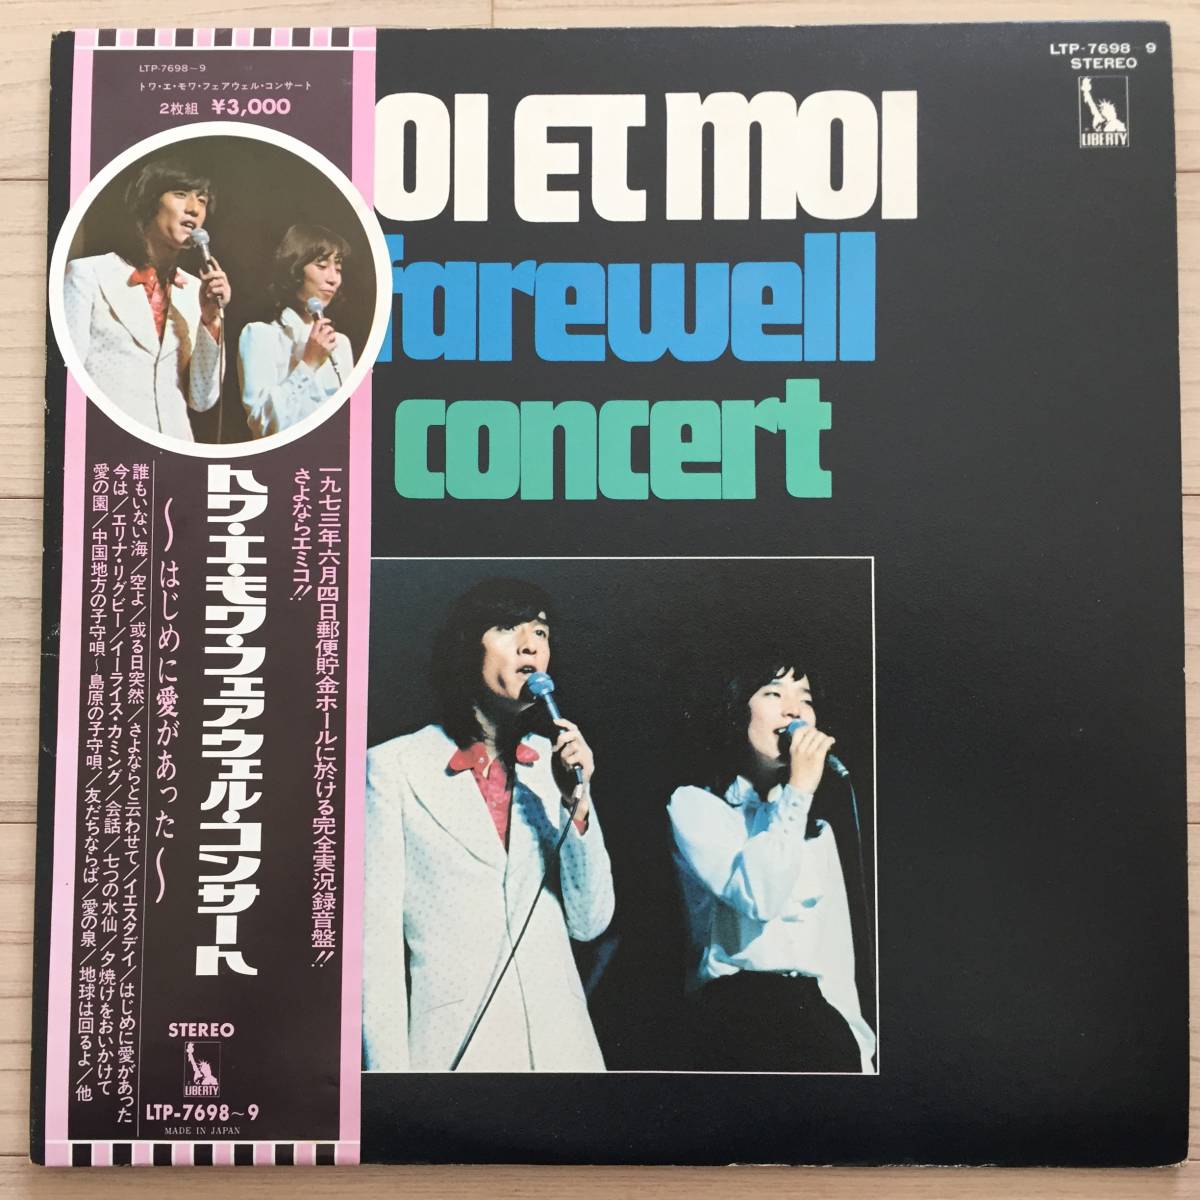 LTP-7698~9
トワ・エ・モワ・フェアウェル・コンサート
2枚組 ¥3,000
一九七三年六月四日郵便貯金ホールに於ける完全実況録音盤!!
さよならエミコ!!
トワ・エ・モワ・フェアウェル・コンサート
〜はじめに愛があった〜
誰もいない海/空よ/或る日突然/さよならと云わせて/イエスタデイ/はじめに愛があった
今は/エリナ・リグビー/イーライス・カミング/会話/七つの水仙/夕焼けをおいかけて
愛の園/中国地方の子守唄〜島原の子守唄/友だちならば/愛の泉/地球は回るよ/他
STEREO
LIBERTY
LTP-7698~9
MADE IN JAPAN
OI Et mOI
farewell
concert
LTP-7698 9
STEREO
LIBERTY